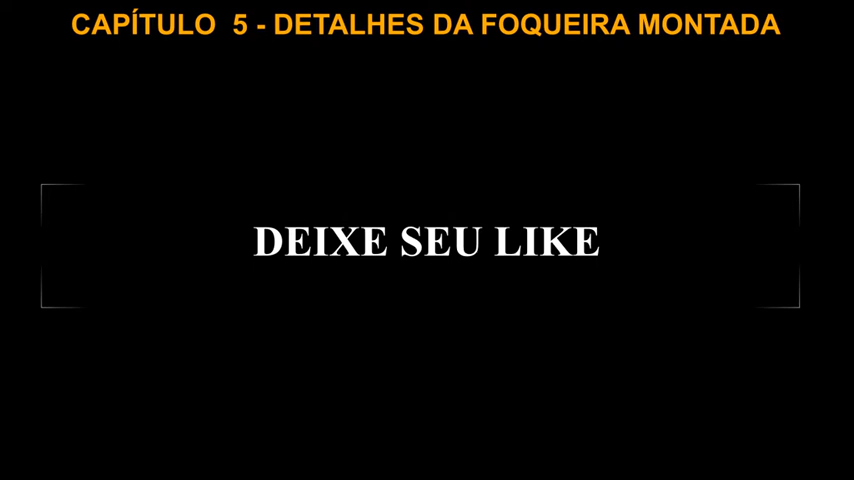 CAPÍTULO  5 - DETALHES DA FOQUEIRA MONTADA
DEIXE SEU LIKE